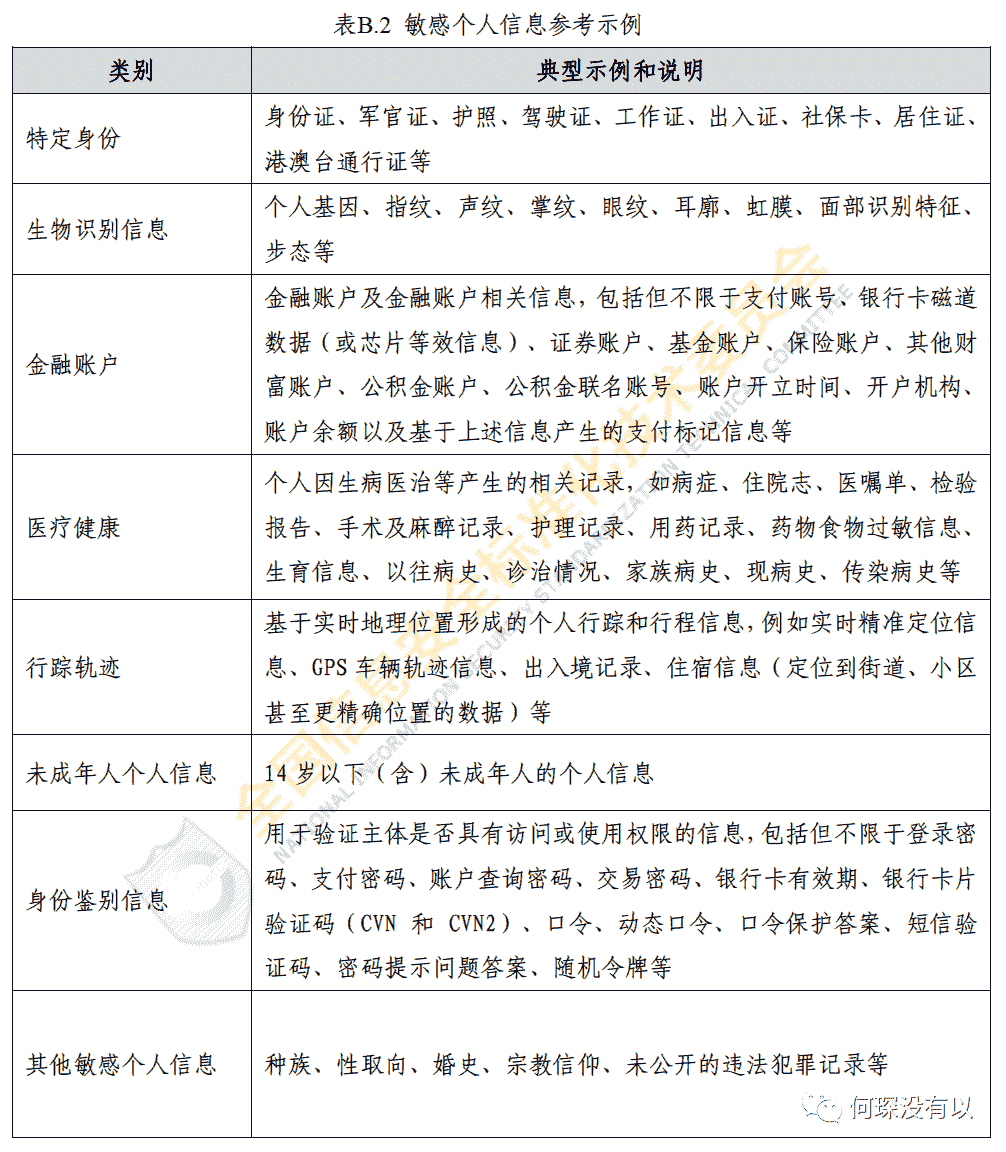 表B.2 敏感个人信息参考示例
类别
典型示例和说明
特定身份
身份证、军官证、护照、驾驶证、工作证、出入证、社保卡、居住证、
港澳台通行证等
生物识别信息
个人基因、指纹、声纹、掌纹、眼纹、耳廓、虹膜、面部识别特征、
步态等
金融账户
金融账户及金融账户相关信息，包括但不限于支付账号、银行卡磁道
数据（或芯片等效信息）、证券账户、基金账户、保险账户、其他财
富账户、公积金账户、公积金联名账号、账户开立时间、开户机构、
账户余额以及基于上述信息产生的支付标记信息等
医疗健康
个人因生病医治等产生的相关记录，如病症、住院志、医嘱单、检验
报告、手术及麻醉记录、护理记录、用药记录、药物食物过敏信息、
生育信息、以往病史、诊治情况、家族病史、现病史、传染病史等
行踪轨迹
基于实时地理位置形成的个人行踪和行程信息，例如实时精准定位信
息、GPS 车辆轨迹信息、出入境记录、住宿信息（定位到街道、小区
甚至更精确位置的数据）等
未成年人个人信息
14 岁以下（含）未成年人的个人信息
身份鉴别信息
用于验证主体是否具有访问或使用权限的信息，包括但不限于登录密
码、支付密码、账户查询密码、交易密码、银行卡有效期、银行卡片
验证码（CVN 和 CVN2）、口令、动态口令、口令保护答案、短信验
证码、密码提示问题答案、随机令牌等
其他敏感个人信息
种族、性取向、婚史、宗教信仰、未公开的违法犯罪记录等
全国信息安全标准化技术委员会
NATIONAL INFORMATION SECURITY STANDARDIZATION TECHNICAL COMMITTEE
何琛没有以